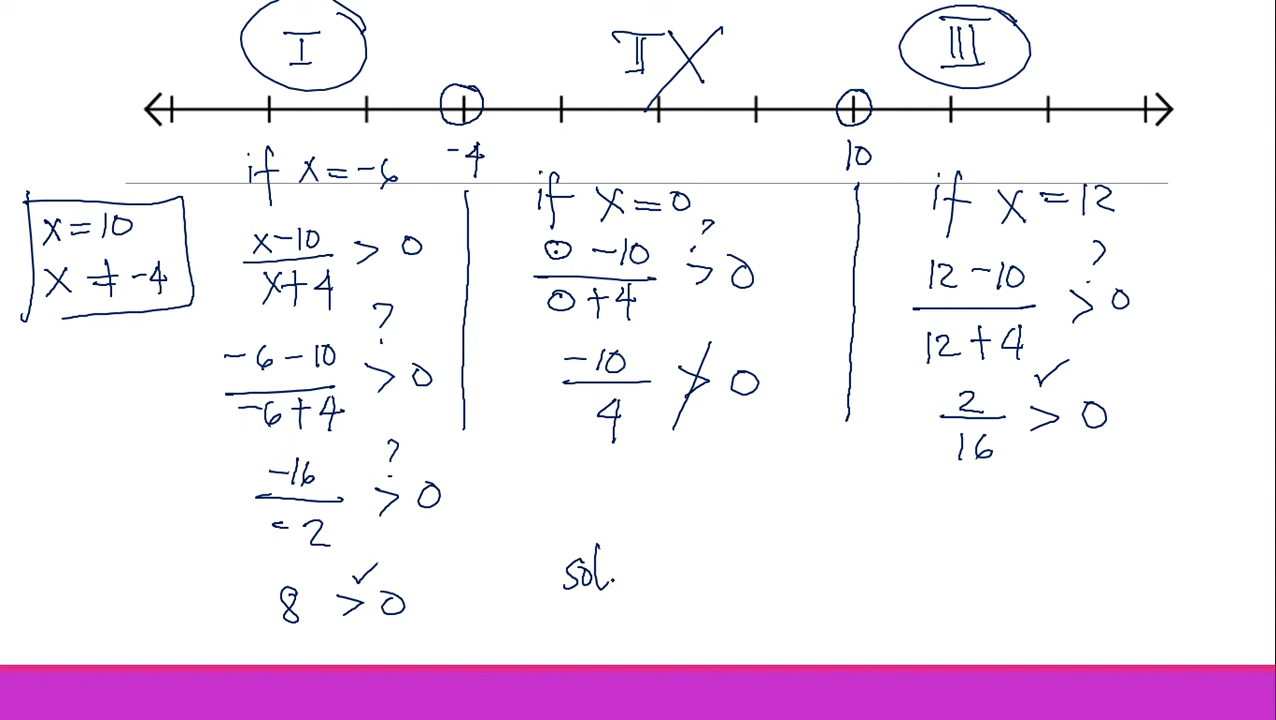 I II III
-4 10
if x = -6
x = 10
x ≠ -4
x-10 / x+4 > 0
-6-10 / -6+4 >? 0
-16 / -2 >? 0
8 > 0 ✓
if x = 0
0-10 / 0+4 >? 0
-10 / 4 ≯ 0
if x = 12
12-10 / 12+4 >? 0
2 / 16 > 0 ✓
sol.